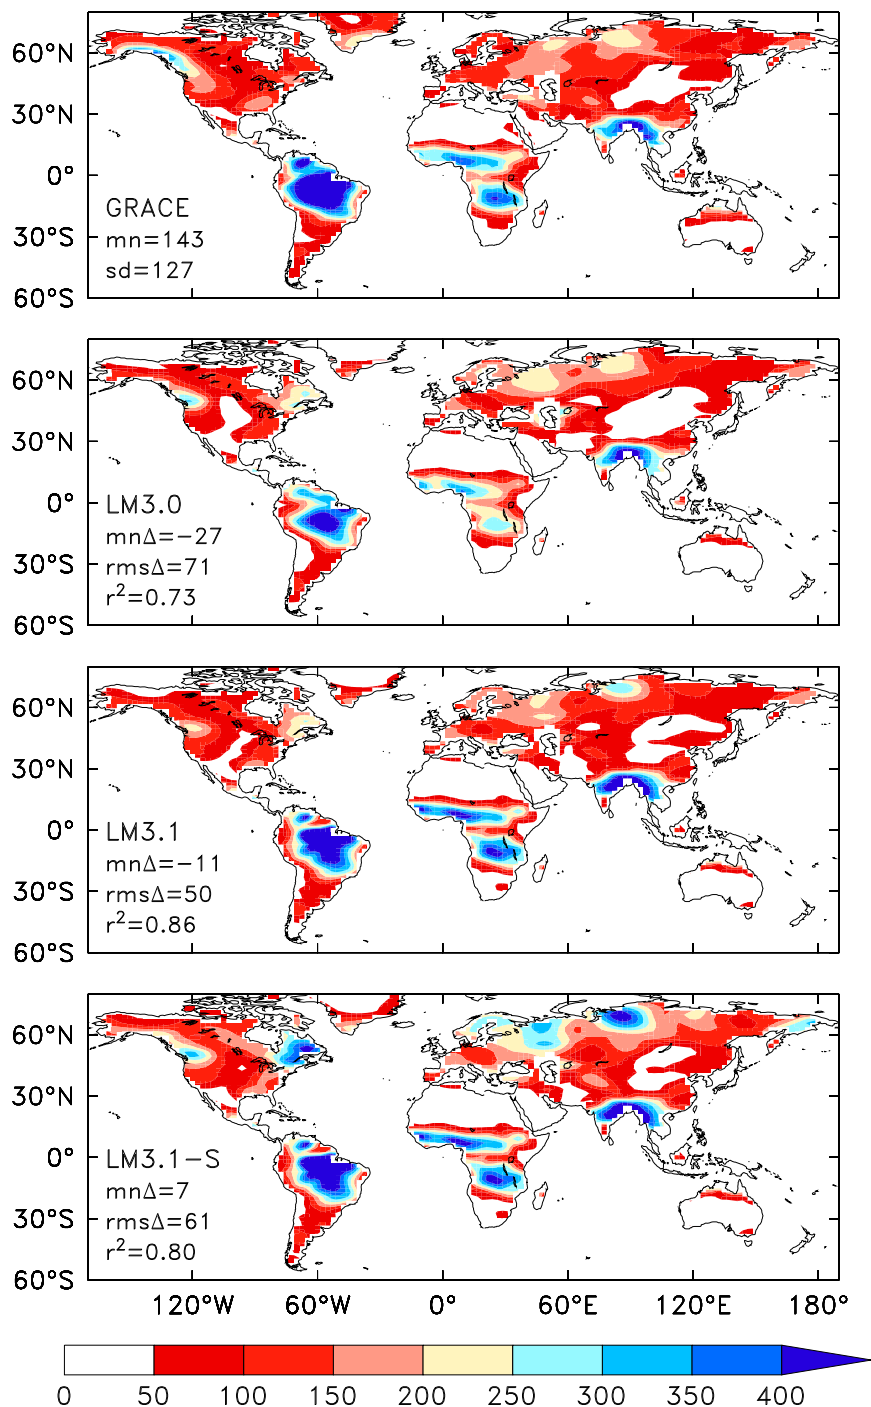 60°N
30°N
0°
30°S
60°S
GRACE
mn=143
sd=127
60°N
30°N
0°
30°S
60°S
LM3.0
mnΔ=−27
rmsΔ=71
r²=0.73
60°N
30°N
0°
30°S
60°S
LM3.1
mnΔ=−11
rmsΔ=50
r²=0.86
60°N
30°N
0°
30°S
60°S
LM3.1−S
mnΔ=7
rmsΔ=61
r²=0.80
120°W 60°W 0° 60°E 120°E 180°
0 50 100 150 200 250 300 350 400